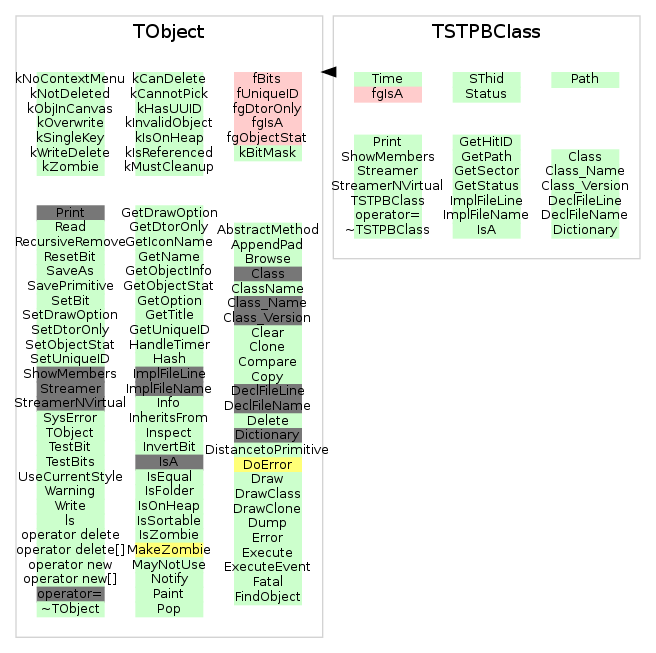 TObject
kNoContextMenu
kNotDeleted
kObjInCanvas
kOverwrite
kSingleKey
kWriteDelete
kZombie
kCanDelete
kCannotPick
kHasUUID
kInvalidObject
kIsOnHeap
kIsReferenced
kMustCleanup
fBits
fUniqueID
fgDtorOnly
fgIsA
fgObjectStat
kBitMask
Print
Read
RecursiveRemove
ResetBit
SaveAs
SavePrimitive
SetBit
SetDrawOption
SetDtorOnly
SetObjectStat
SetUniqueID
ShowMembers
Streamer
StreamerNVirtual
SysError
TObject
TestBit
TestBits
UseCurrentStyle
Warning
Write
ls
operator delete
operator delete[]
operator new
operator new[]
operator=
~TObject
GetDrawOption
GetDtorOnly
GetIconName
GetName
GetObjectInfo
GetObjectStat
GetOption
GetTitle
GetUniqueID
HandleTimer
Hash
ImplFileLine
ImplFileName
Info
InheritsFrom
Inspect
InvertBit
IsA
IsEqual
IsFolder
IsOnHeap
IsSortable
IsZombie
MakeZombie
MayNotUse
Notify
Paint
Pop
AbstractMethod
AppendPad
Browse
Class
ClassName
Class_Name
Class_Version
Clear
Clone
Compare
Copy
DeclFileLine
DeclFileName
Delete
Dictionary
DistancetoPrimitive
DoError
Draw
DrawClass
DrawClone
Dump
Error
Execute
ExecuteEvent
Fatal
FindObject
TSTPBClass
Time
fgIsA
SThid
Status
Path
Print
ShowMembers
Streamer
StreamerNVirtual
TSTPBClass
operator=
~TSTPBClass
GetHitID
GetPath
GetSector
GetStatus
ImplFileLine
ImplFileName
IsA
Class
Class_Name
Class_Version
DeclFileLine
DeclFileName
Dictionary